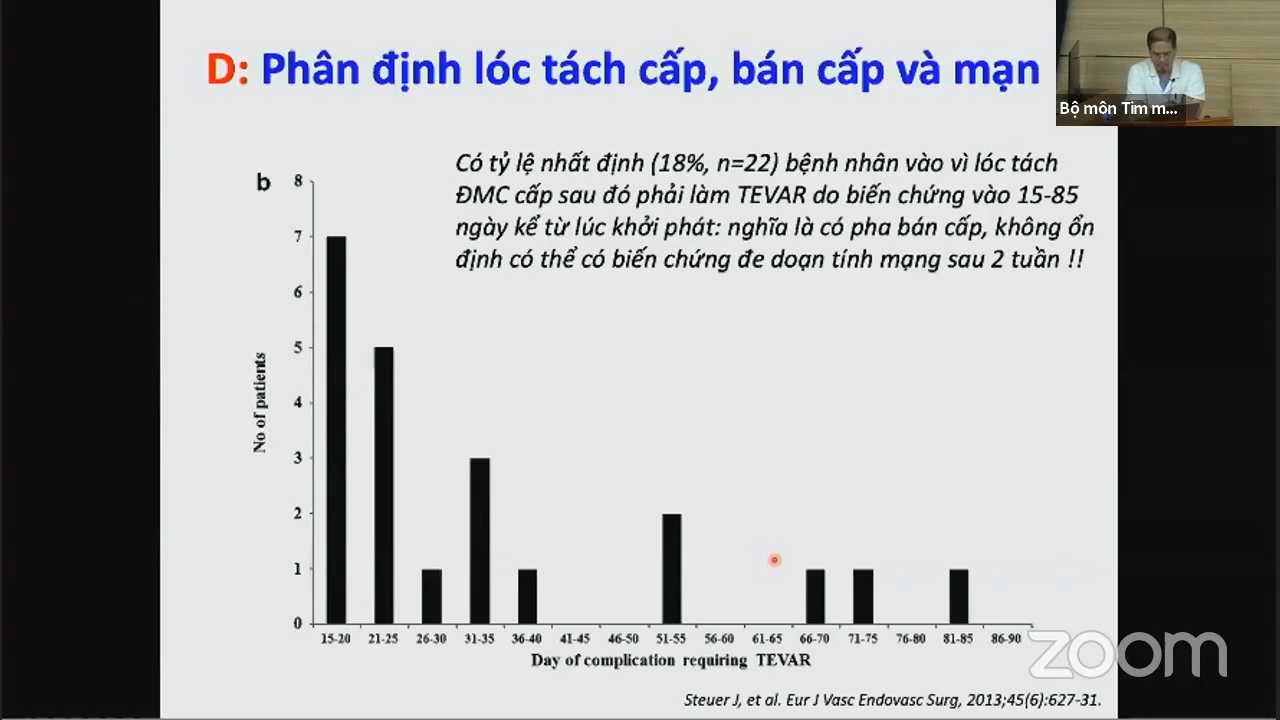 D: Phân định lóc tách cấp, bán cấp và mạn
Bộ môn Tim m...
Có tỷ lệ nhất định (18%, n=22) bệnh nhân vào vì lóc tách
ĐMC cấp sau đó phải làm TEVAR do biến chứng vào 15-85
ngày kể từ lúc khởi phát: nghĩa là có pha bán cấp, không ổn
định có thể có biến chứng đe doạn tính mạng sau 2 tuần !!
b
8
7
6
5
4
3
2
1
0
No of patients
15-20 21-25 26-30 31-35 36-40 41-45 46-50 51-55 56-60 61-65 66-70 71-75 76-80 81-85 86-90
Day of complication requiring TEVAR
zoom
Steuer J, et al. Eur J Vasc Endovasc Surg, 2013;45(6):627-31.